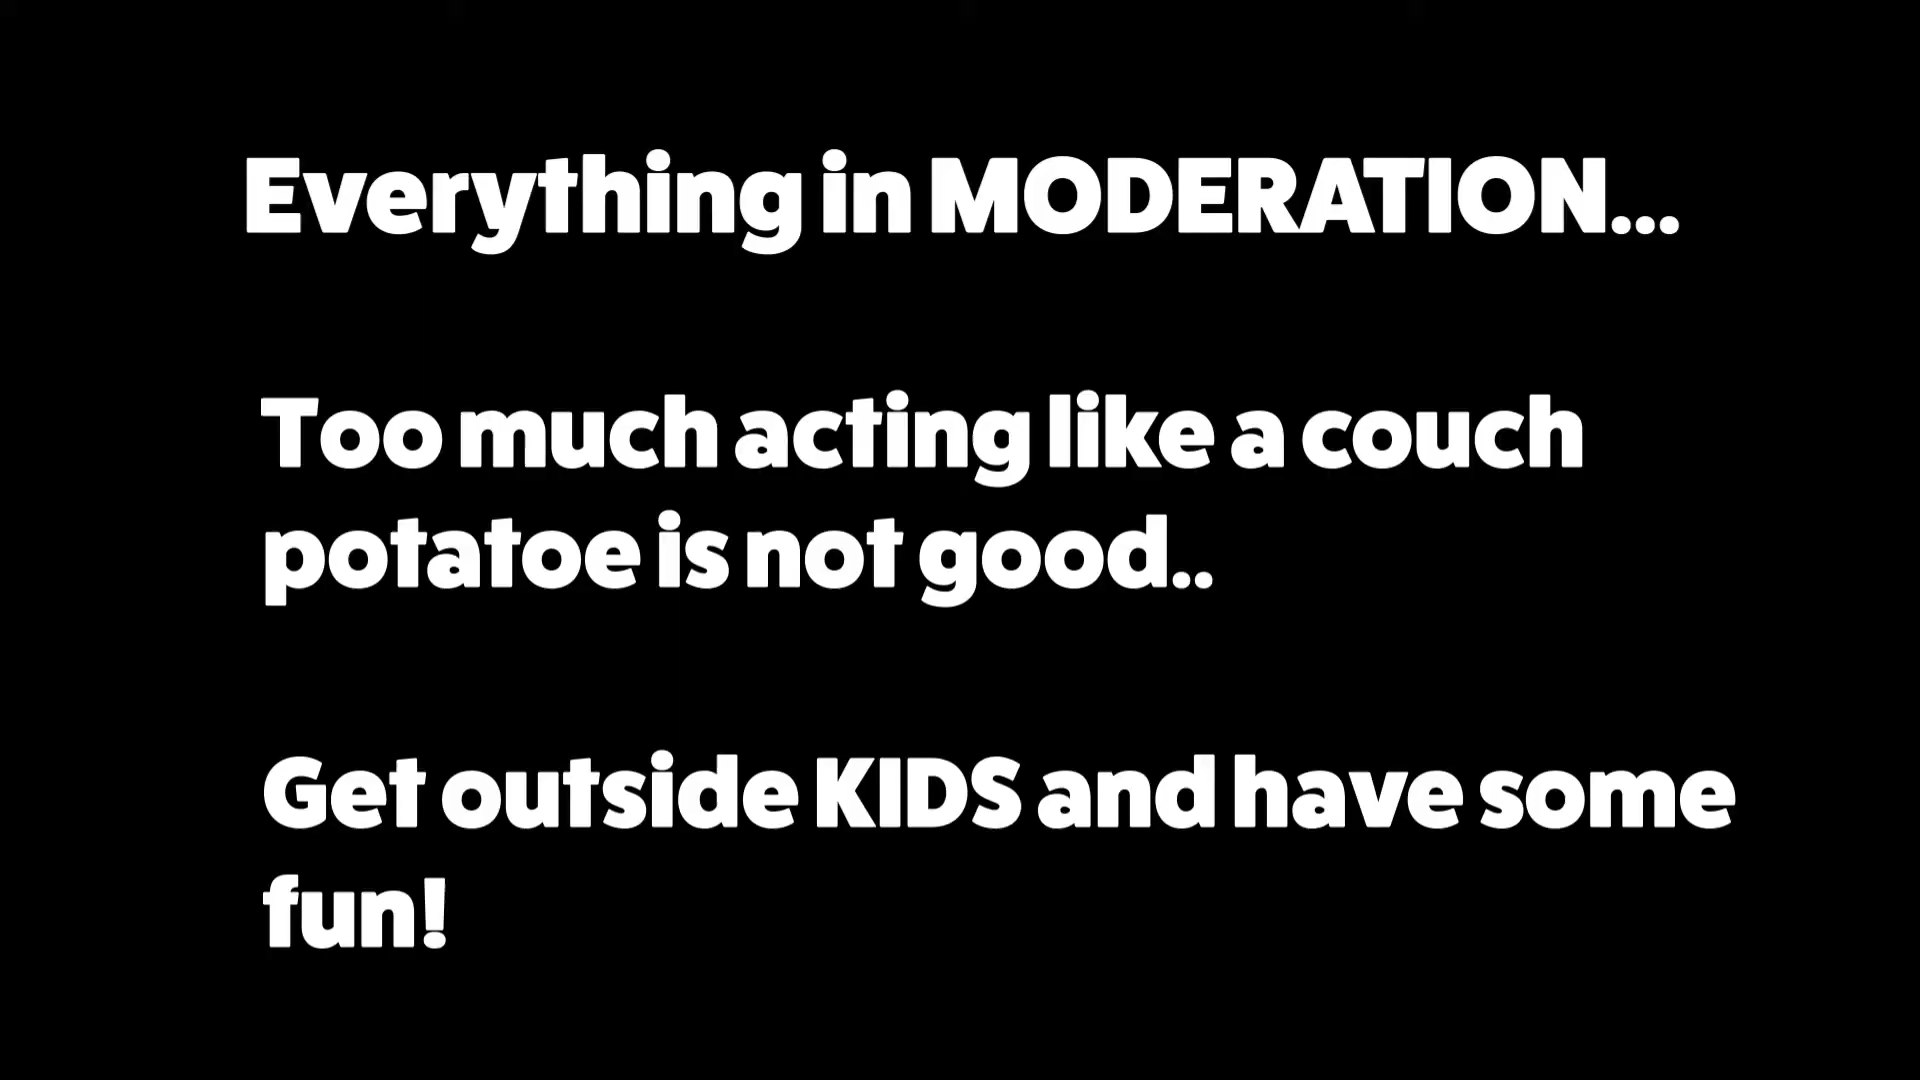 Everything in MODERATION...
Too much acting like a couch
potatoe is not good..
Get outside KIDS and have some
fun!